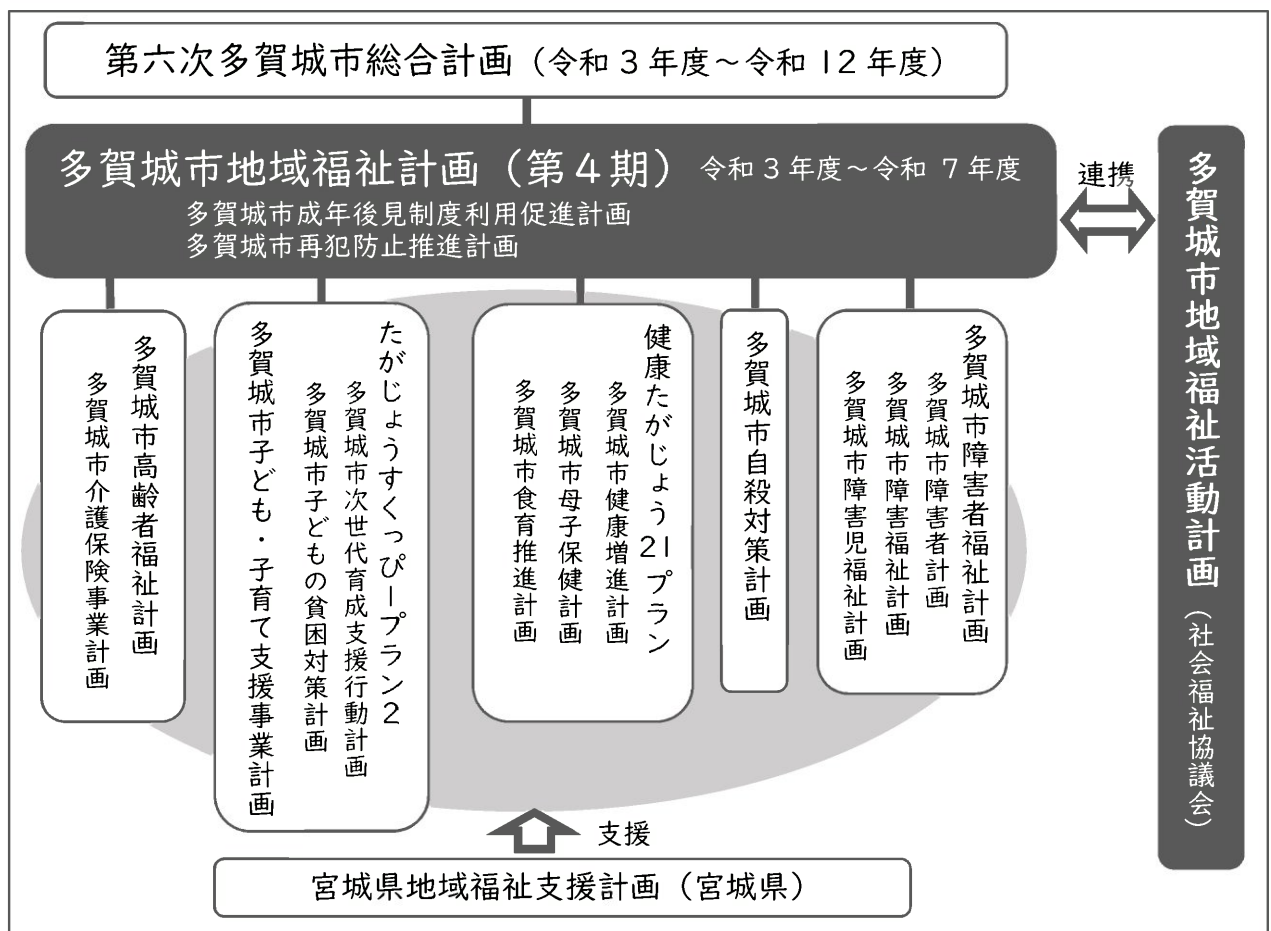 第六次多賀城市総合計画（令和３年度～令和 12 年度）
多賀城市地域福祉計画（第４期） 令和３年度～令和 ７年度
多賀城市成年後見制度利用促進計画
多賀城市再犯防止推進計画
連携
多賀城市地域福祉活動計画（社会福祉協議会）
多賀城市高齢者福祉計画
多賀城市介護保険事業計画
たがじょうすくっぴープラン２
多賀城市次世代育成支援行動計画
多賀城市子どもの貧困対策計画
多賀城市子ども・子育て支援事業計画
健康たがじょう21プラン
多賀城市健康増進計画
多賀城市母子保健計画
多賀城市食育推進計画
多賀城市自殺対策計画
多賀城市障害者福祉計画
多賀城市障害者計画
多賀城市障害福祉計画
多賀城市障害児福祉計画
支援
宮城県地域福祉支援計画（宮城県）